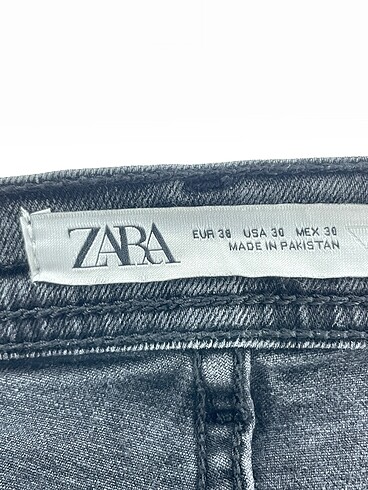 ZARA
EUR 38 USA 30 MEX 30
MADE IN PAKISTAN